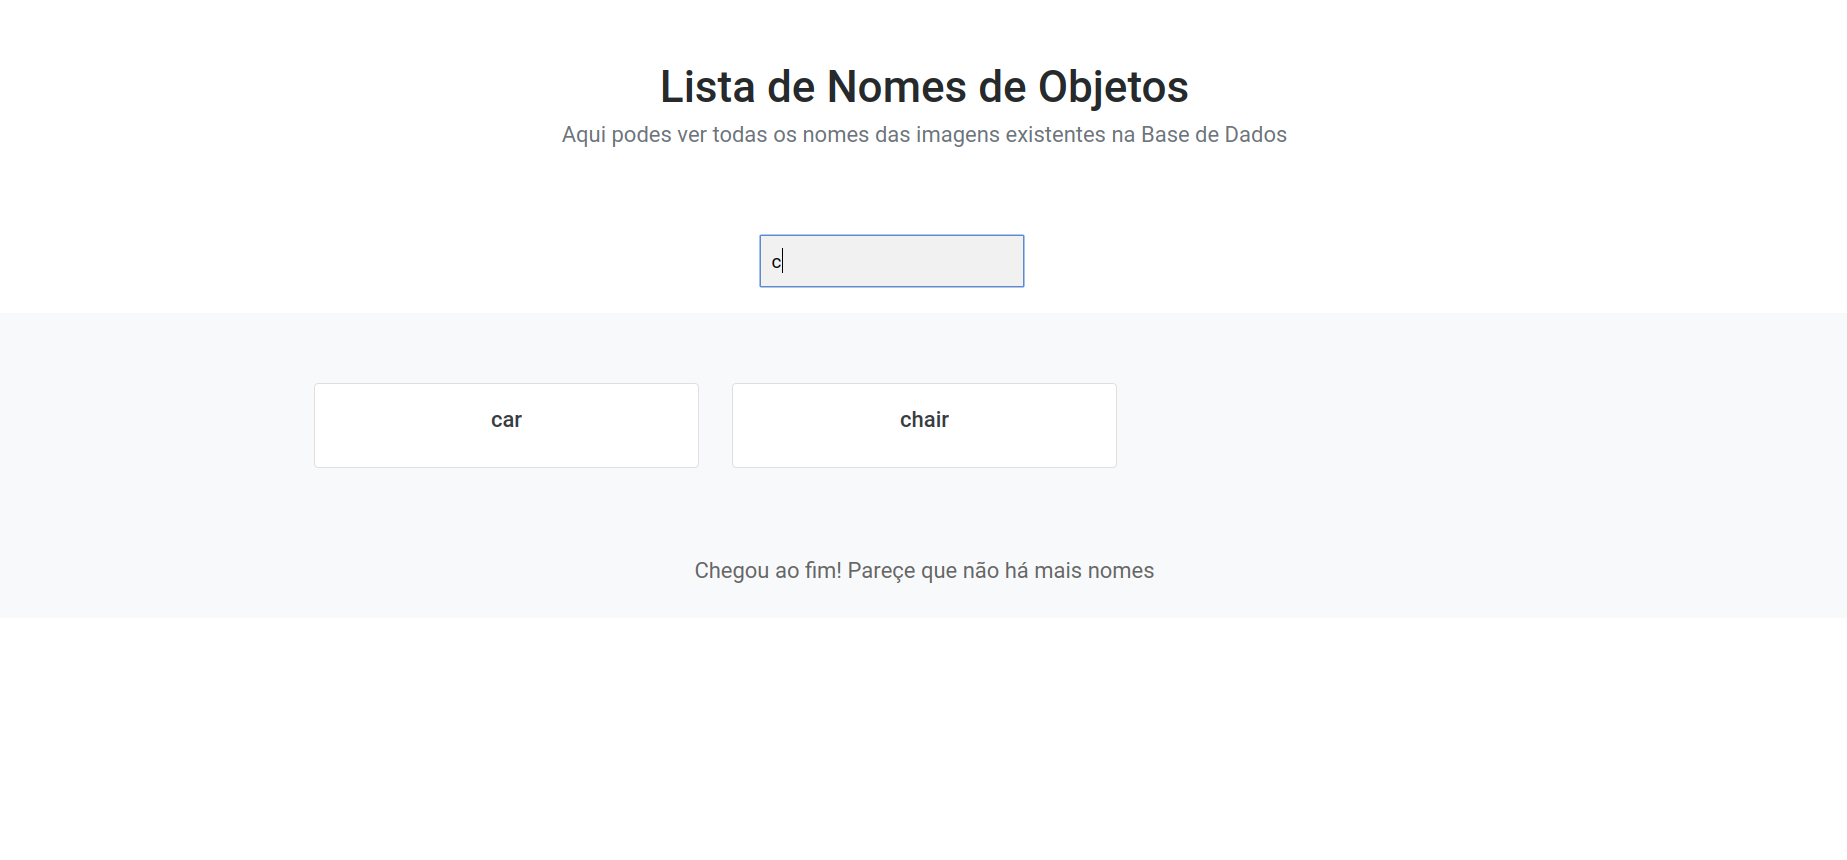 Lista de Nomes de Objetos
Aqui podes ver todas os nomes das imagens existentes na Base de Dados
c
car
chair
Chegou ao fim! Pareçe que não há mais nomes